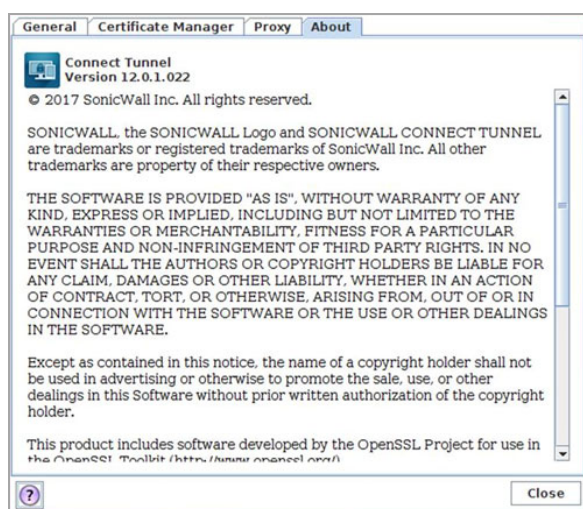 General Certificate Manager Proxy About
Connect Tunnel
Version 12.0.1.022
© 2017 SonicWall Inc. All rights reserved.
SONICWALL, the SONICWALL Logo and SONICWALL CONNECT TUNNEL
are trademarks or registered trademarks of SonicWall Inc. All other
trademarks are property of their respective owners.
THE SOFTWARE IS PROVIDED "AS IS", WITHOUT WARRANTY OF ANY
KIND, EXPRESS OR IMPLIED, INCLUDING BUT NOT LIMITED TO THE
WARRANTIES OR MERCHANTABILITY, FITNESS FOR A PARTICULAR
PURPOSE AND NON-INFRINGEMENT OF THIRD PARTY RIGHTS. IN NO
EVENT SHALL THE AUTHORS OR COPYRIGHT HOLDERS BE LIABLE FOR
ANY CLAIM, DAMAGES OR OTHER LIABILITY, WHETHER IN AN ACTION
OF CONTRACT, TORT, OR OTHERWISE, ARISING FROM, OUT OF OR IN
CONNECTION WITH THE SOFTWARE OR THE USE OR OTHER DEALINGS
IN THE SOFTWARE.
Except as contained in this notice, the name of a copyright holder shall not
be used in advertising or otherwise to promote the sale, use, or other
dealings in this Software without prior written authorization of the copyright
holder.
This product includes software developed by the OpenSSL Project for use in
the OpenSSL Toolkit (http://www.openssl.org/)
? Close